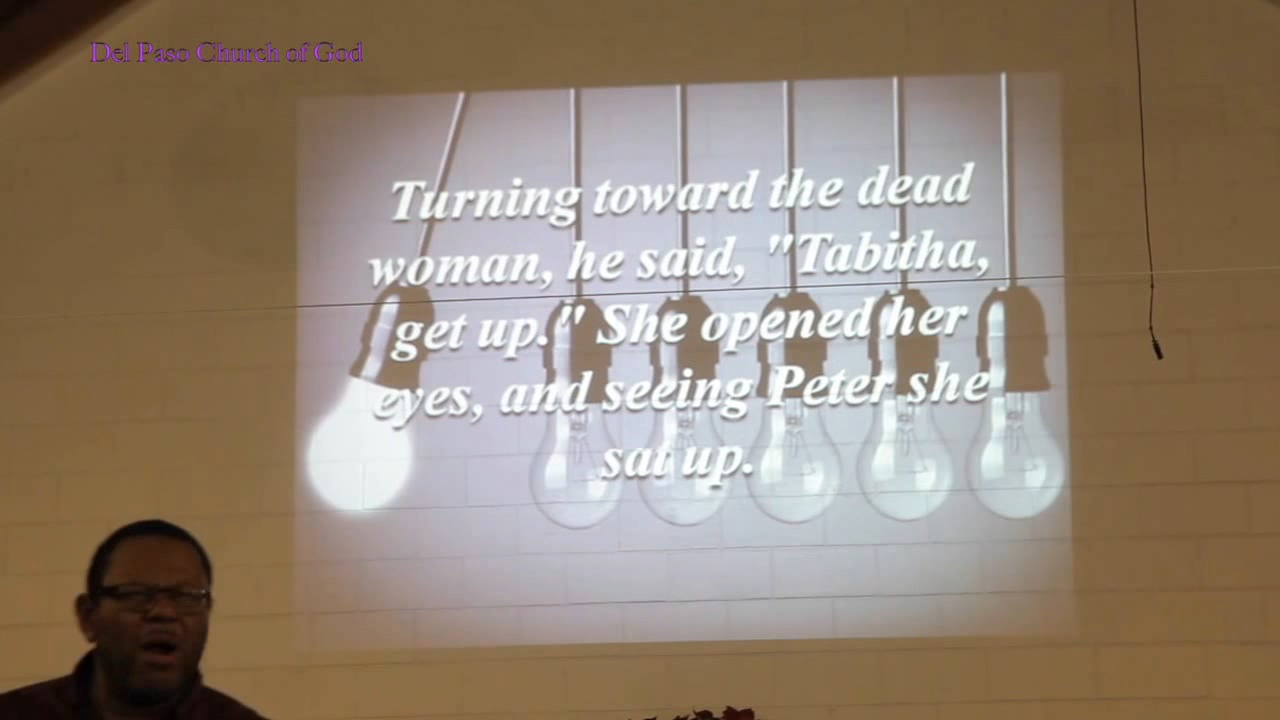 Del Paso Church of God
Turning toward the dead
woman, he said, "Tabitha,
get up." She opened her
eyes, and seeing Peter she
sat up.